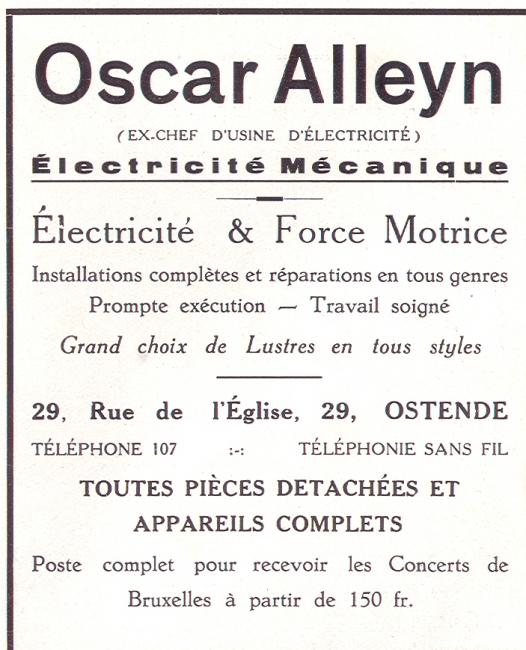 Oscar Alleyn
(EX-CHEF D'USINE D'ÉLECTRICITÉ)
Électricité Mécanique
Électricité & Force Motrice
Installations complètes et réparations en tous genres
Prompte exécution — Travail soigné
Grand choix de Lustres en tous styles
29, Rue de l'Église, 29, OSTENDE
TÉLÉPHONE 107 :-: TÉLÉPHONIE SANS FIL
TOUTES PIÈCES DETACHÉES ET
APPAREILS COMPLETS
Poste complet pour recevoir les Concerts de
Bruxelles à partir de 150 fr.